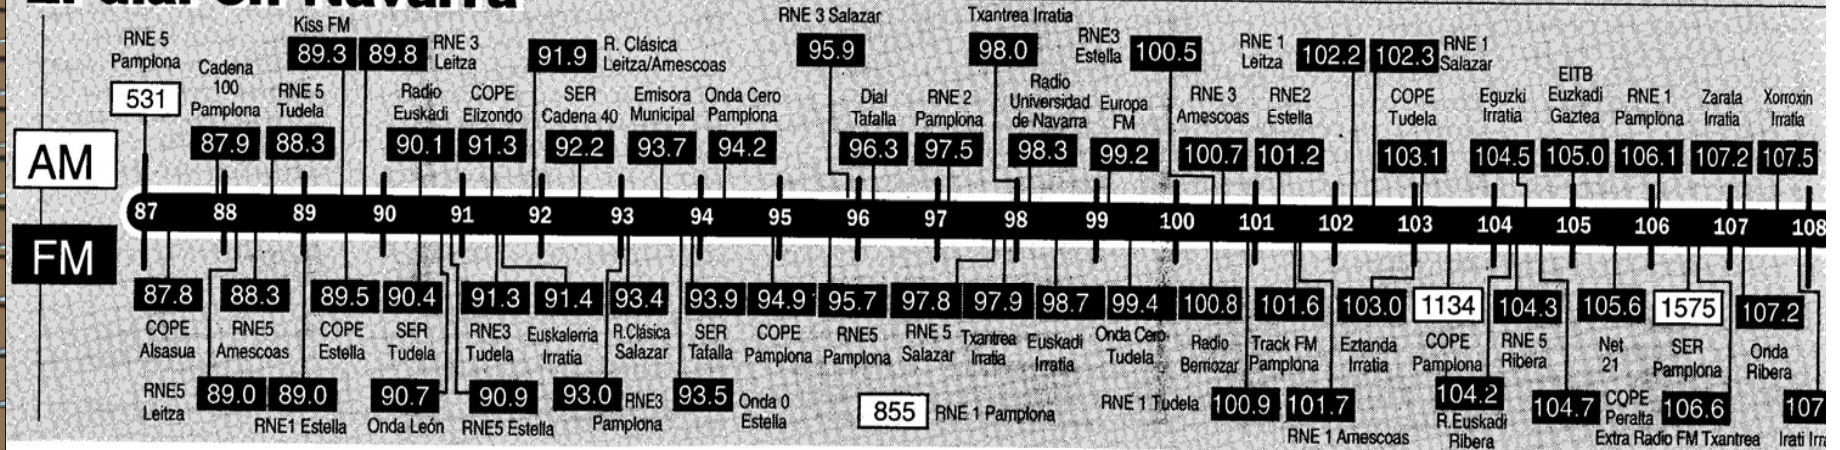 El dial en Navarra
RNE 5
Pamplona
531
Cadena
100
Pamplona
87.9
RNE 5
Tudela
88.3
Kiss FM
89.3
89.8
RNE 3
Leitza
Radio
Euskadi
90.1
COPE
Elizondo
91.3
91.9
R. Clásica
Leitza/Amescoas
SER
Cadena 40
92.2
Emisora
Municipal
93.7
Onda Cero
Pamplona
94.2
RNE 3 Salazar
95.9
Dial
Tafalla
96.3
RNE 2
Pamplona
97.5
Txantrea Irratia
98.0
Radio
Universidad
de Navarra
98.3
Europa
FM
99.2
RNE3
Estella
100.5
RNE 3
Amescoas
100.7
RNE2
Estella
101.2
RNE 1
Leitza
102.2
102.3
RNE 1
Salazar
COPE
Tudela
103.1
Eguzki
Irratia
104.5
EITB
Euzkadi
Gaztea
105.0
RNE 1
Pamplona
106.1
Zarata
Irratia
107.2
Xorroxin
Irratia
107.5
AM
87 88 89 90 91 92 93 94 95 96 97 98 99 100 101 102 103 104 105 106 107 108
FM
87.8
COPE
Alsasua
88.3
RNE5
Amescoas
89.5
COPE
Estella
90.4
SER
Tudela
91.3
RNE3
Tudela
91.4
Euskalerria
Irratia
93.4
R.Clásica
Salazar
93.9
SER
Tafalla
94.9
COPE
Pamplona
95.7
RNE5
Pamplona
97.8
RNE 5
Salazar
97.9
Txantrea
Irratia
98.7
Euskadi
Irratia
99.4
Onda Cero
Tudela
100.8
Radio
Berriozar
101.6
Track FM
Pamplona
103.0
Eztanda
Irratia
1134
COPE
Pamplona
104.3
RNE 5
Ribera
105.6
Net
21
1575
SER
Pamplona
107.2
Onda
Ribera
RNE5
Leitza
89.0
89.0
RNE1 Estella
90.7
Onda León
90.9
RNE5 Estella
93.0
RNE3
Pamplona
93.5
Onda 0
Estella
855
RNE 1 Pamplona
RNE 1 Tudela
100.9
101.7
RNE 1 Amescoas
104.2
R.Euskadi
Ribera
104.7
COPE
Peralta
106.6
Extra Radio FM Txantrea
107.
Irati